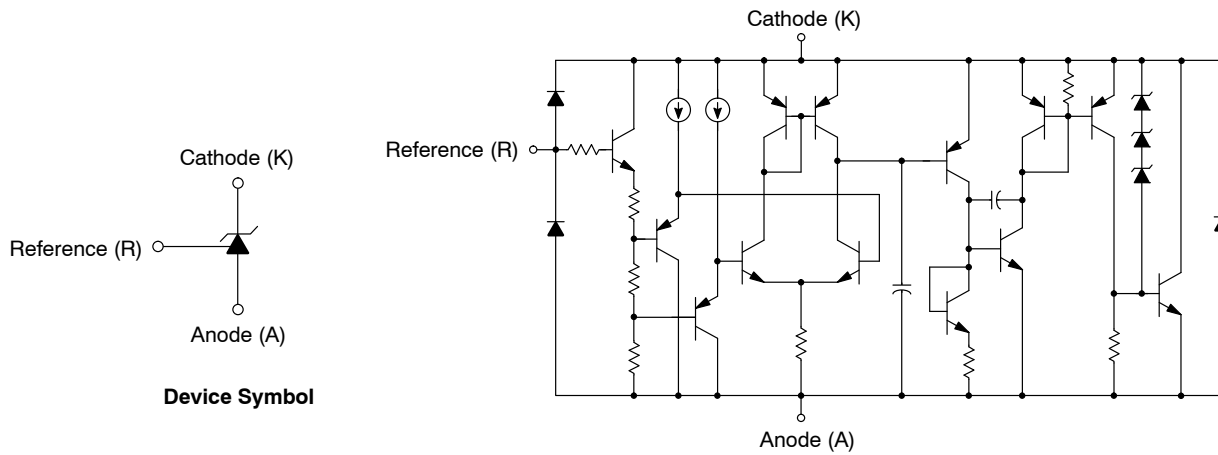 Cathode (K)
Reference (R)
Anode (A)
Device Symbol
Cathode (K)
Reference (R)
Anode (A)